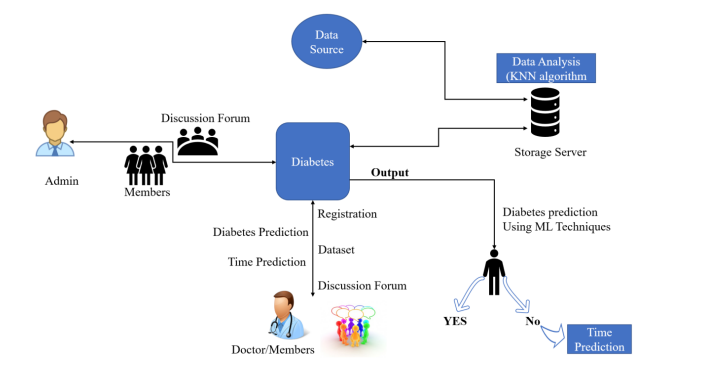 Data
Source
Data Analysis
(KNN algorithm
Discussion Forum
Storage Server
Diabetes
Admin
Members
Output
Registration
Diabetes prediction
Using ML Techniques
Diabetes Prediction
Dataset
Time Prediction
Discussion Forum
YES
No
Time
Prediction
Doctor/Members